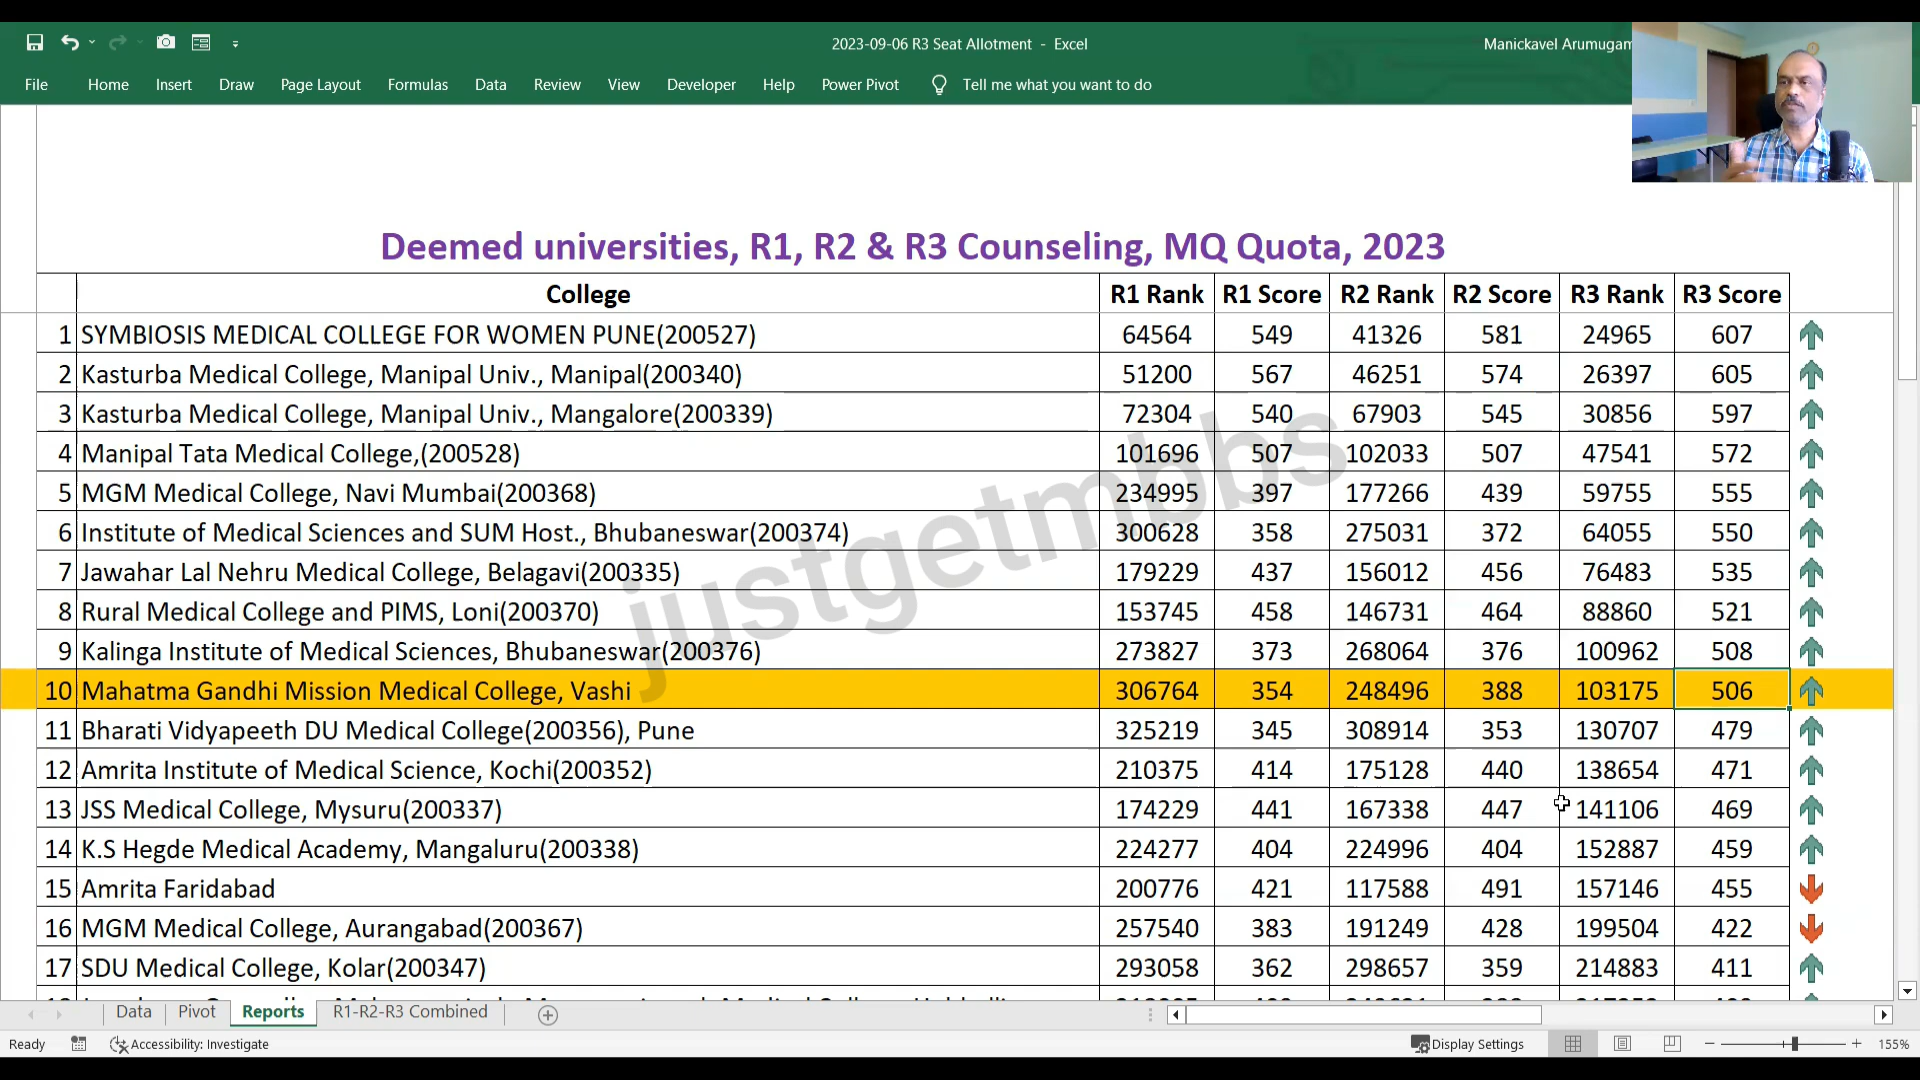 2023-09-06 R3 Seat Allotment - Excel
Manickavel Arumugam
File Home Insert Draw Page Layout Formulas Data Review View Developer Help Power Pivot Tell me what you want to do
Deemed universities, R1, R2 & R3 Counseling, MQ Quota, 2023
College R1 Rank R1 Score R2 Rank R2 Score R3 Rank R3 Score
1 SYMBIOSIS MEDICAL COLLEGE FOR WOMEN PUNE(200527) 64564 549 41326 581 24965 607
2 Kasturba Medical College, Manipal Univ., Manipal(200340) 51200 567 46251 574 26397 605
3 Kasturba Medical College, Manipal Univ., Mangalore(200339) 72304 540 67903 545 30856 597
4 Manipal Tata Medical College,(200528) 101696 507 102033 507 47541 572
5 MGM Medical College, Navi Mumbai(200368) 234995 397 177266 439 59755 555
6 Institute of Medical Sciences and SUM Host., Bhubaneswar(200374) 300628 358 275031 372 64055 550
7 Jawahar Lal Nehru Medical College, Belagavi(200335) 179229 437 156012 456 76483 535
8 Rural Medical College and PIMS, Loni(200370) 153745 458 146731 464 88860 521
9 Kalinga Institute of Medical Sciences, Bhubaneswar(200376) 273827 373 268064 376 100962 508
10 Mahatma Gandhi Mission Medical College, Vashi 306764 354 248496 388 103175 506
11 Bharati Vidyapeeth DU Medical College(200356), Pune 325219 345 308914 353 130707 479
12 Amrita Institute of Medical Science, Kochi(200352) 210375 414 175128 440 138654 471
13 JSS Medical College, Mysuru(200337) 174229 441 167338 447 141106 469
14 K.S Hegde Medical Academy, Mangaluru(200338) 224277 404 224996 404 152887 459
15 Amrita Faridabad 200776 421 117588 491 157146 455
16 MGM Medical College, Aurangabad(200367) 257540 383 191249 428 199504 422
17 SDU Medical College, Kolar(200347) 293058 362 298657 359 214883 411
justgetmbbs
Data Pivot Reports R1-R2-R3 Combined
Ready Accessibility: Investigate Display Settings 155%